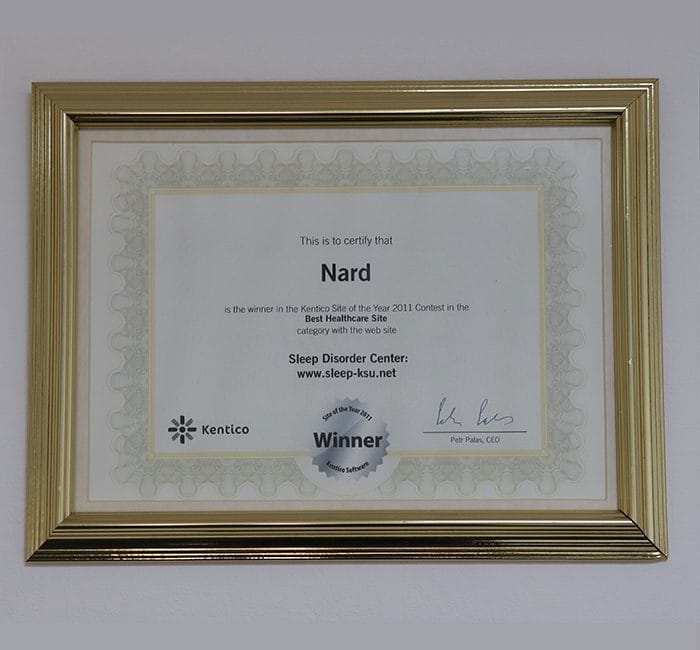 This is to certify that
Nard
is the winner in the Kentico Site of the Year 2011 Contest in the
Best Healthcare Site
category with the web site
Sleep Disorder Center:
www.sleep-ksu.net
Kentico
Site of the Year 2011
Winner
Kentico Software
Petr Palas, CEO